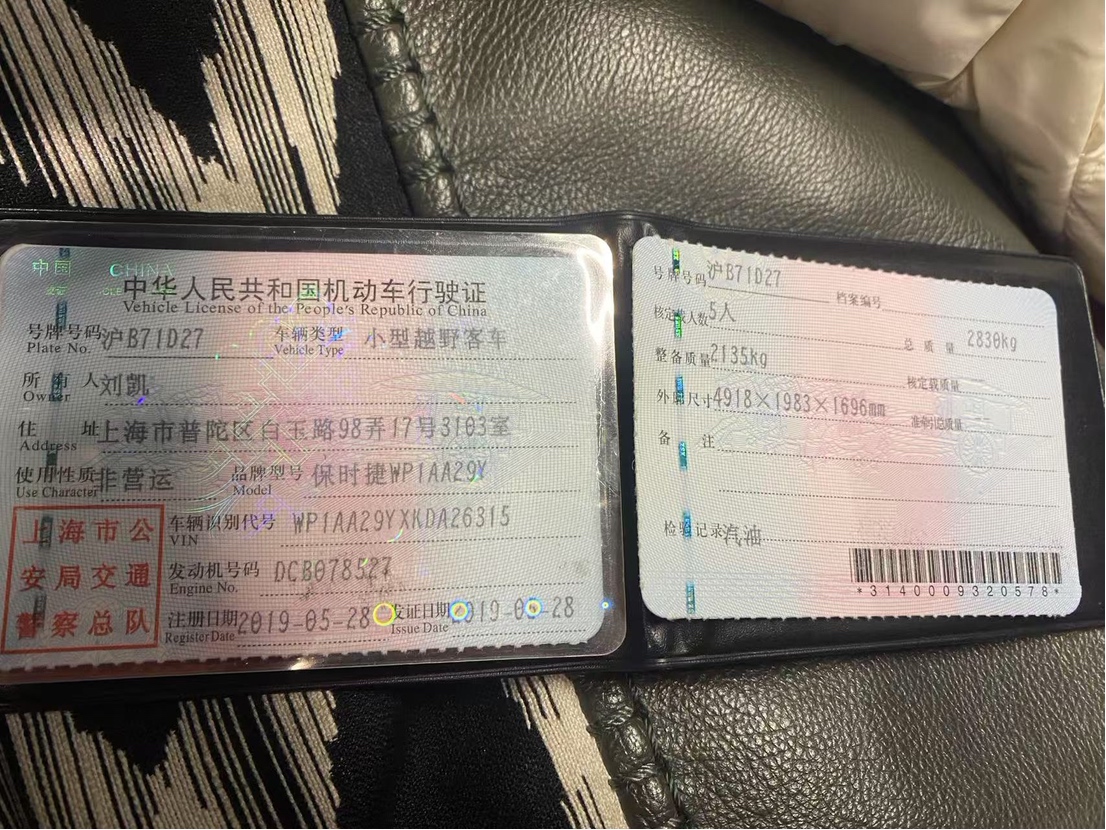 中国 CHINA
中华人民共和国机动车行驶证
Vehicle License of the People's Republic of China
号牌号码 沪B71D27 车辆类型 小型越野客车
Plate No. Vehicle Type
所有人 刘凯
Owner
住址 上海市普陀区白玉路98弄17号3103室
Address
使用性质 非营运 品牌型号 保时捷WP1AA29Y
Use Character Model
上海市公
安局交通
警察总队
车辆识别代号 WP1AA29YXKDA26315
VIN
发动机号码 DCB078527
Engine No.
注册日期 2019-05-28 发证日期 2019-05-28
Register Date Issue Date
号牌号码 沪B71D27 档案编号
核定载人数 5人 总质量 2830kg
整备质量 2135kg 核定载质量
外廓尺寸 4918×1983×1696mm 准牵引总质量
备注
检验记录 汽油
*3140009320578*